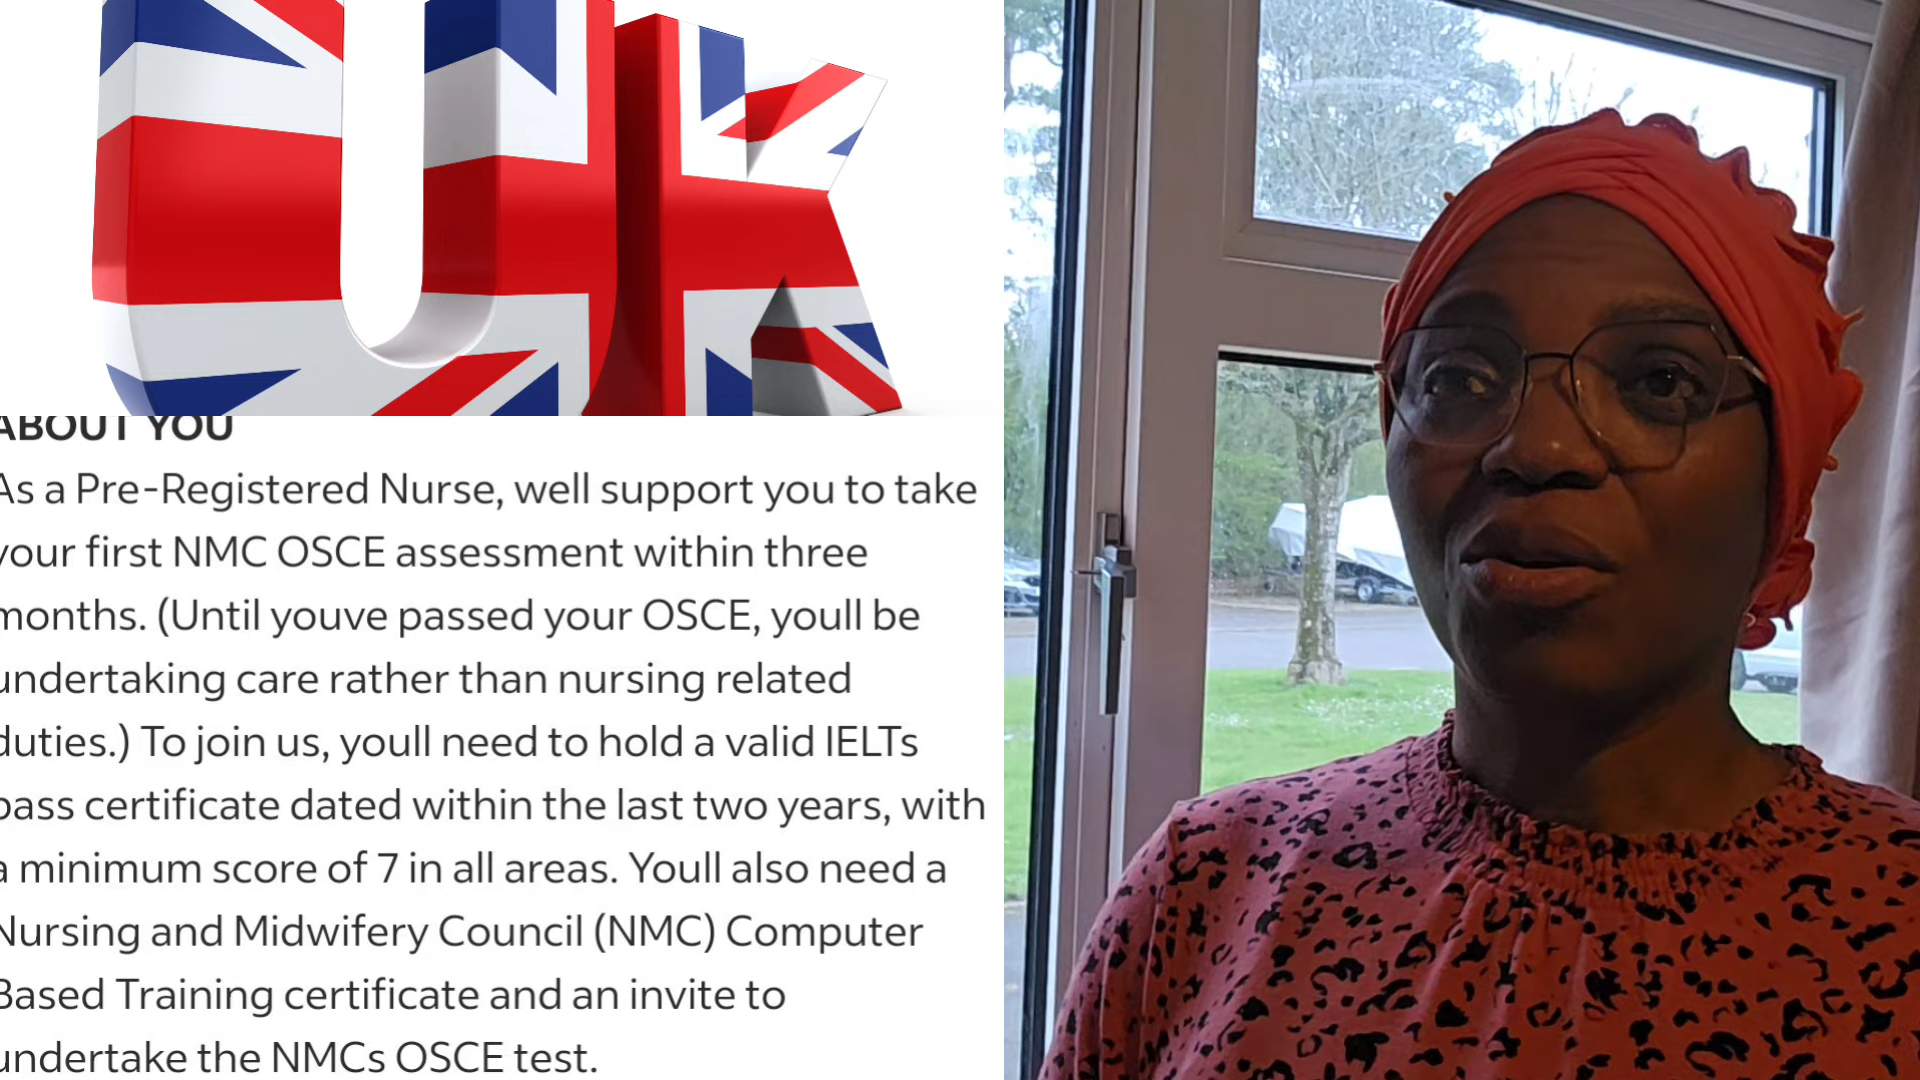 UK
ABOUT YOU
As a Pre-Registered Nurse, well support you to take
your first NMC OSCE assessment within three
months. (Until youve passed your OSCE, youll be
undertaking care rather than nursing related
duties.) To join us, youll need to hold a valid IELTs
pass certificate dated within the last two years, with
a minimum score of 7 in all areas. Youll also need a
Nursing and Midwifery Council (NMC) Computer
Based Training certificate and an invite to
undertake the NMCs OSCE test.